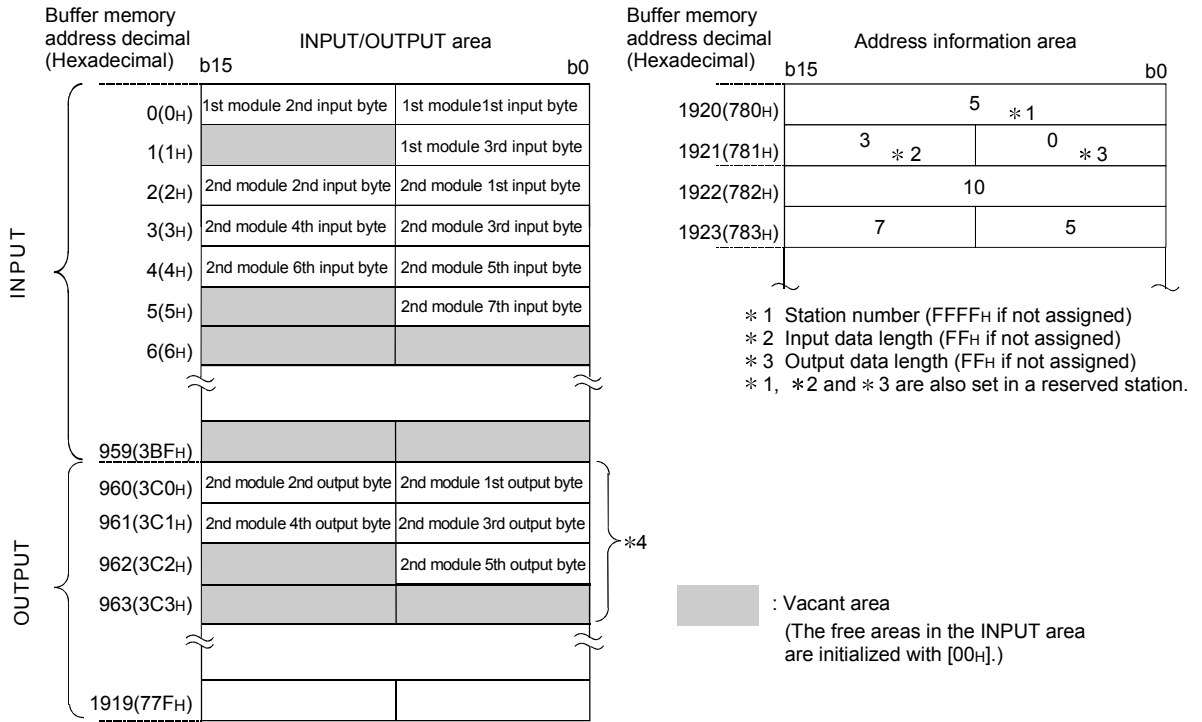 Buffer memory
address decimal
(Hexadecimal)
INPUT/OUTPUT area
b15 b0
INPUT
0(0H) 1st module 2nd input byte 1st module1st input byte
1(1H) 1st module 3rd input byte
2(2H) 2nd module 2nd input byte 2nd module 1st input byte
3(3H) 2nd module 4th input byte 2nd module 3rd input byte
4(4H) 2nd module 6th input byte 2nd module 5th input byte
5(5H) 2nd module 7th input byte
6(6H)
959(3BFH)
OUTPUT
960(3C0H) 2nd module 2nd output byte 2nd module 1st output byte
961(3C1H) 2nd module 4th output byte 2nd module 3rd output byte
962(3C2H) 2nd module 5th output byte
963(3C3H)
1919(77FH)
*4
Buffer memory
address decimal
(Hexadecimal)
Address information area
b15 b0
1920(780H) 5 *1
1921(781H) 3 *2 0 *3
1922(782H) 10
1923(783H) 7 5
*1 Station number (FFFFH if not assigned)
*2 Input data length (FFH if not assigned)
*3 Output data length (FFH if not assigned)
*1, *2 and *3 are also set in a reserved station.
: Vacant area
(The free areas in the INPUT area
are initialized with [00H].)